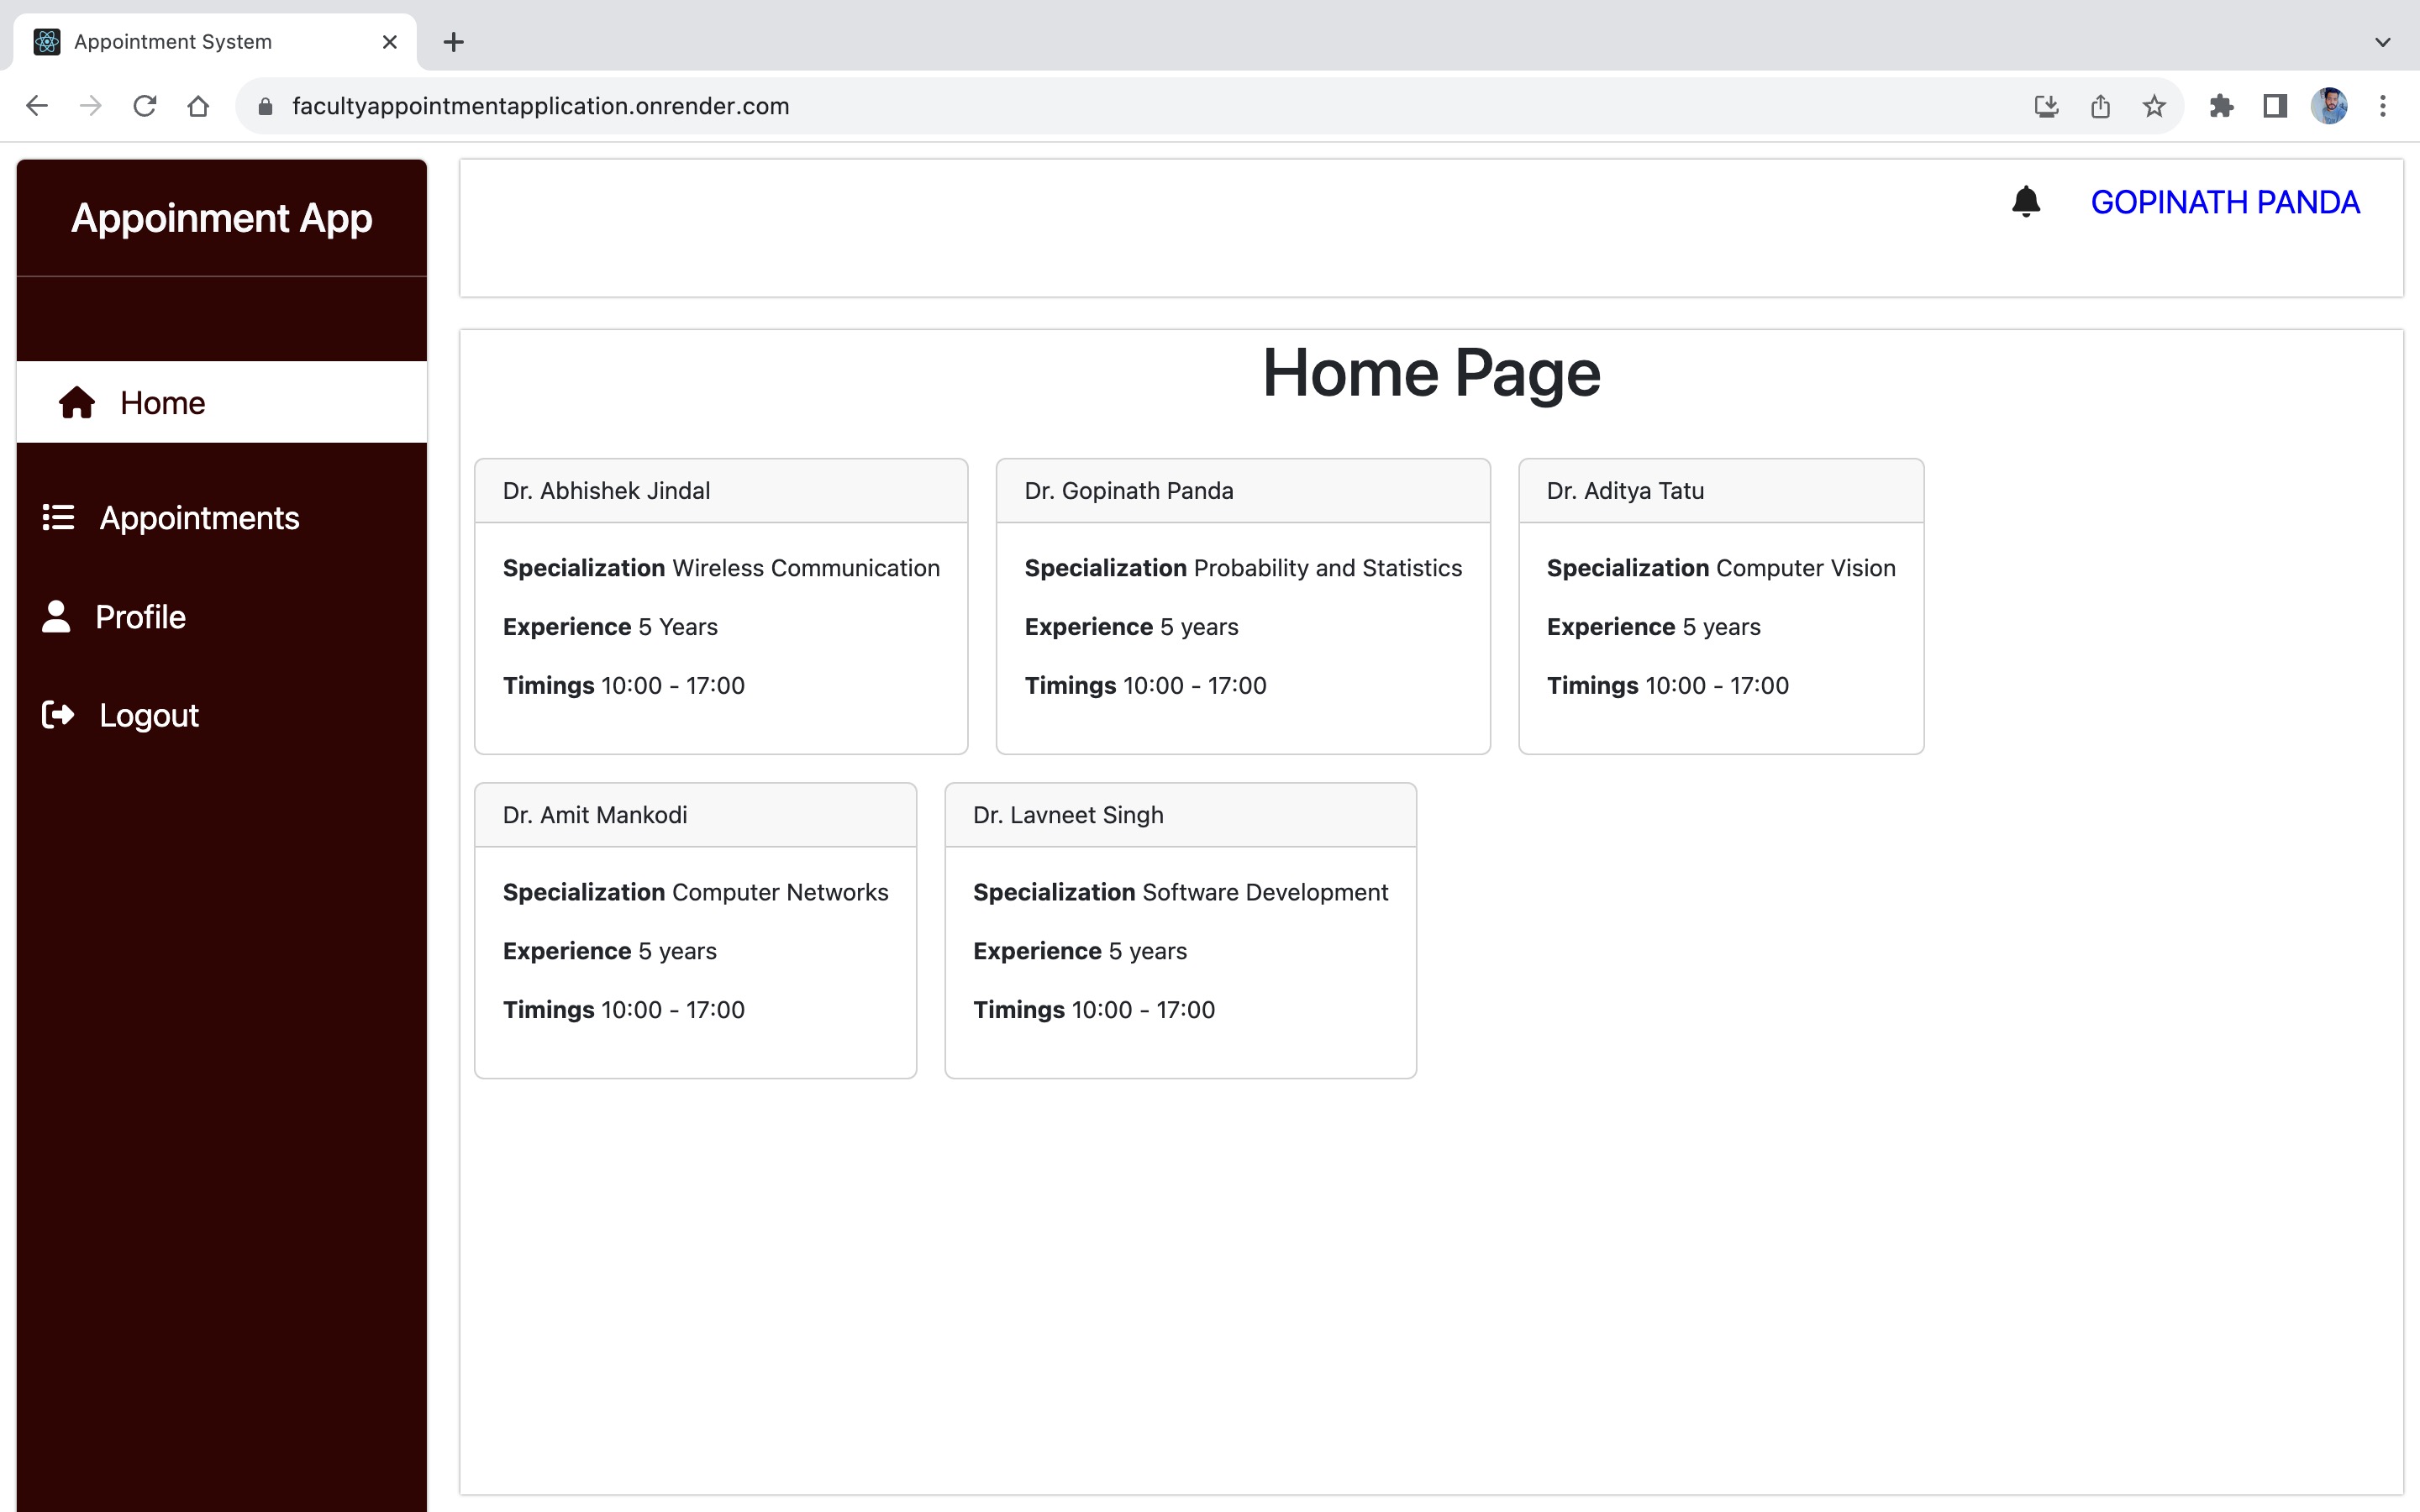 Appointment System
facultyappointmentapplication.onrender.com
Appoinment App
GOPINATH PANDA
Home
Appointments
Profile
Logout
Home Page
Dr. Abhishek Jindal
Specialization Wireless Communication
Experience 5 Years
Timings 10:00 - 17:00
Dr. Gopinath Panda
Specialization Probability and Statistics
Experience 5 years
Timings 10:00 - 17:00
Dr. Aditya Tatu
Specialization Computer Vision
Experience 5 years
Timings 10:00 - 17:00
Dr. Amit Mankodi
Specialization Computer Networks
Experience 5 years
Timings 10:00 - 17:00
Dr. Lavneet Singh
Specialization Software Development
Experience 5 years
Timings 10:00 - 17:00